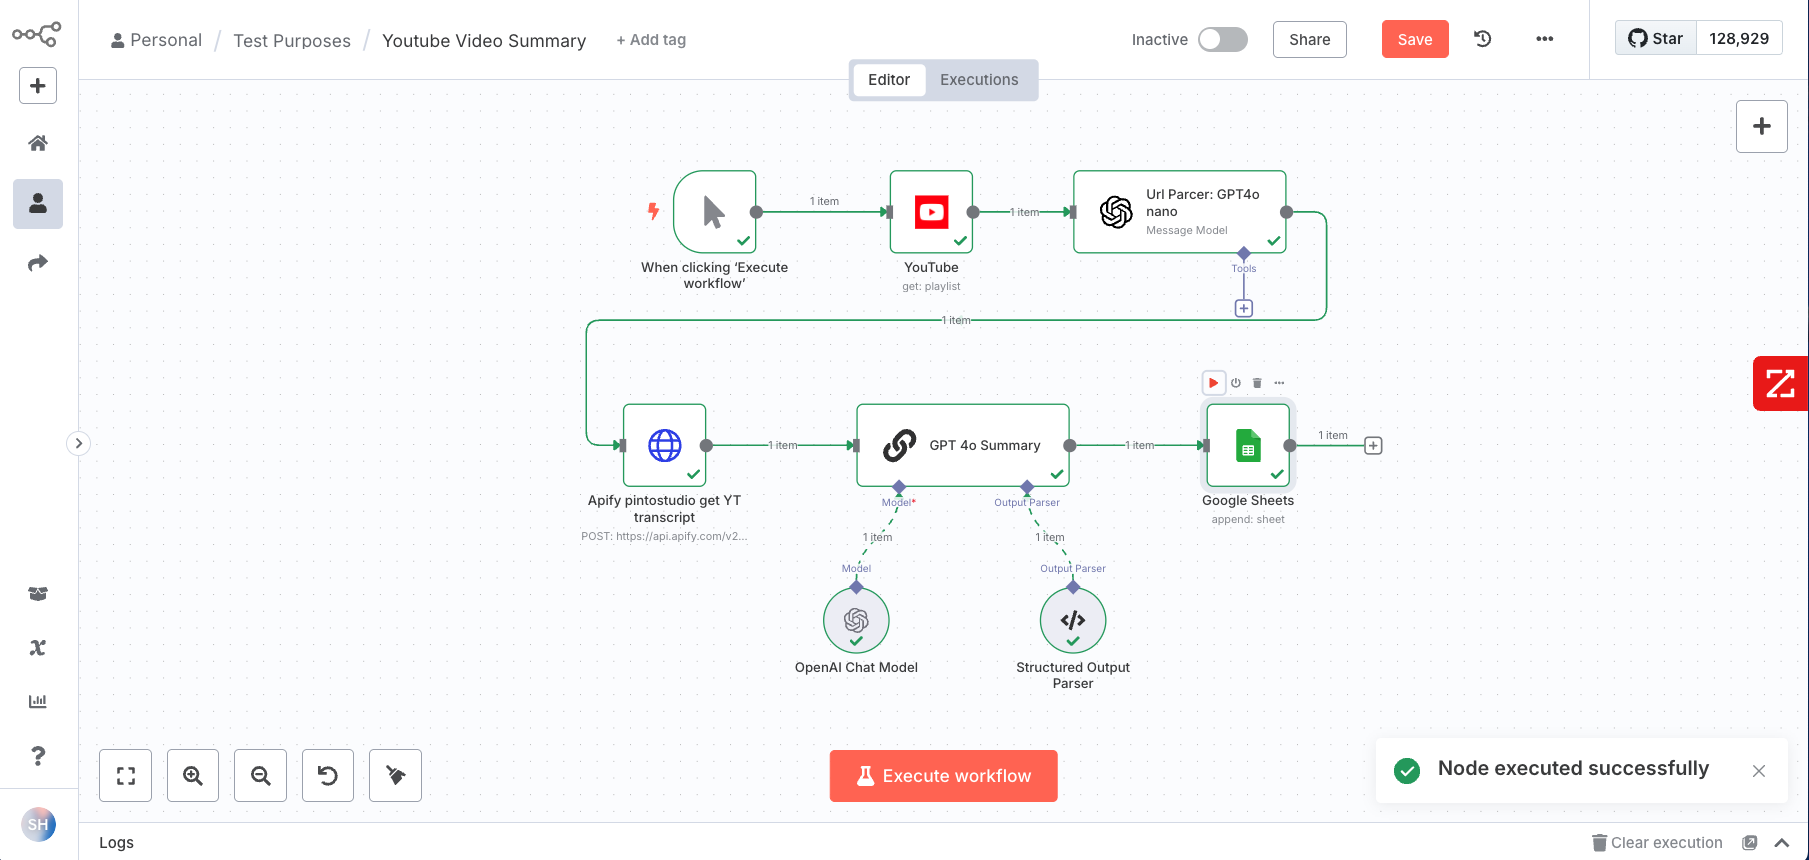 Personal / Test Purposes / Youtube Video Summary + Add tag
Inactive
Share
Save
Star 128,929
Editor Executions
1 item
1 item
Url Parcer: GPT4o
nano
Message Model
When clicking ‘Execute
workflow’
YouTube
get: playlist
Tools
1 item
1 item
GPT 4o Summary
1 item
1 item
Apify pintostudio get YT
transcript
POST: https://api.apify.com/v2...
Model*
Output Parser
Google Sheets
append: sheet
1 item
1 item
Model
Output Parser
OpenAI Chat Model
Structured Output
Parser
Execute workflow
Node executed successfully
SH
Logs
Clear execution